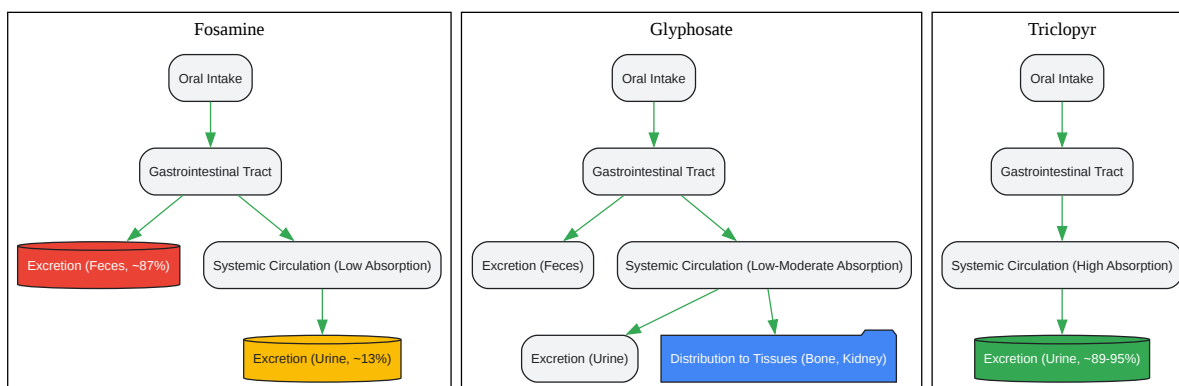 Fosamine
Oral Intake
Gastrointestinal Tract
Excretion (Feces, ~87%)
Systemic Circulation (Low Absorption)
Excretion (Urine, ~13%)
Glyphosate
Oral Intake
Gastrointestinal Tract
Excretion (Feces)
Systemic Circulation (Low-Moderate Absorption)
Excretion (Urine)
Distribution to Tissues (Bone, Kidney)
Triclopyr
Oral Intake
Gastrointestinal Tract
Systemic Circulation (High Absorption)
Excretion (Urine, ~89-95%)